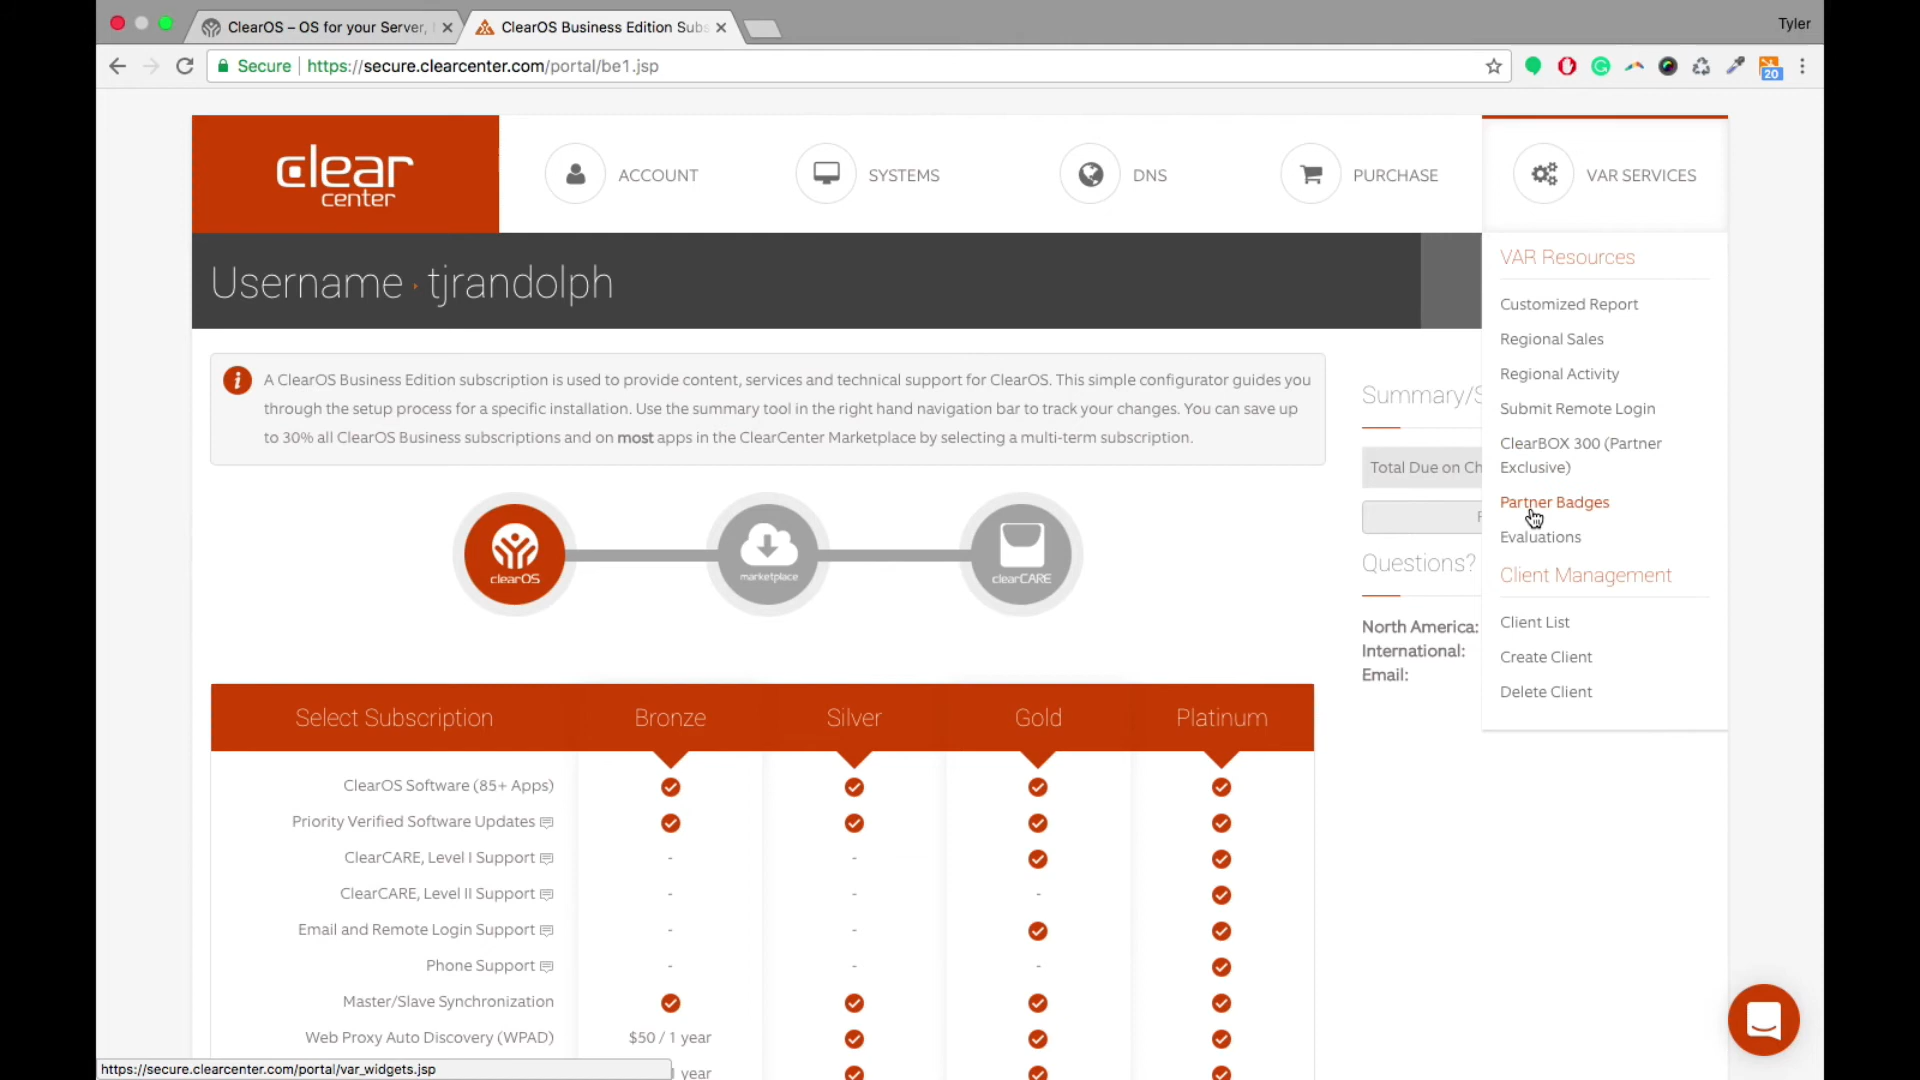 ClearOS – OS for your Server,
ClearOS Business Edition Subs
Tyler
Secure
https://secure.clearcenter.com/portal/be1.jsp
20
clear center
ACCOUNT
SYSTEMS
DNS
PURCHASE
VAR SERVICES
Username
tjrandolph
VAR Resources
Customized Report
Regional Sales
Regional Activity
Submit Remote Login
ClearBOX 300 (Partner
Exclusive)
Partner Badges
Evaluations
Client Management
Client List
Create Client
Delete Client
A ClearOS Business Edition subscription is used to provide content, services and technical support for ClearOS. This simple configurator guides you
through the setup process for a specific installation. Use the summary tool in the right hand navigation bar to track your changes. You can save up
to 30% all ClearOS Business subscriptions and on most apps in the ClearCenter Marketplace by selecting a multi-term subscription.
Summary/S
Total Due on Ch
Questions?
North America:
International:
Email:
clearOS
marketplace
clearCARE
Select Subscription Bronze Silver Gold Platinum
ClearOS Software (85+ Apps)
Priority Verified Software Updates
ClearCARE, Level I Support - -
ClearCARE, Level II Support - - -
Email and Remote Login Support - -
Phone Support - - -
Master/Slave Synchronization
Web Proxy Auto Discovery (WPAD) $50 / 1 year
year
https://secure.clearcenter.com/portal/var_widgets.jsp